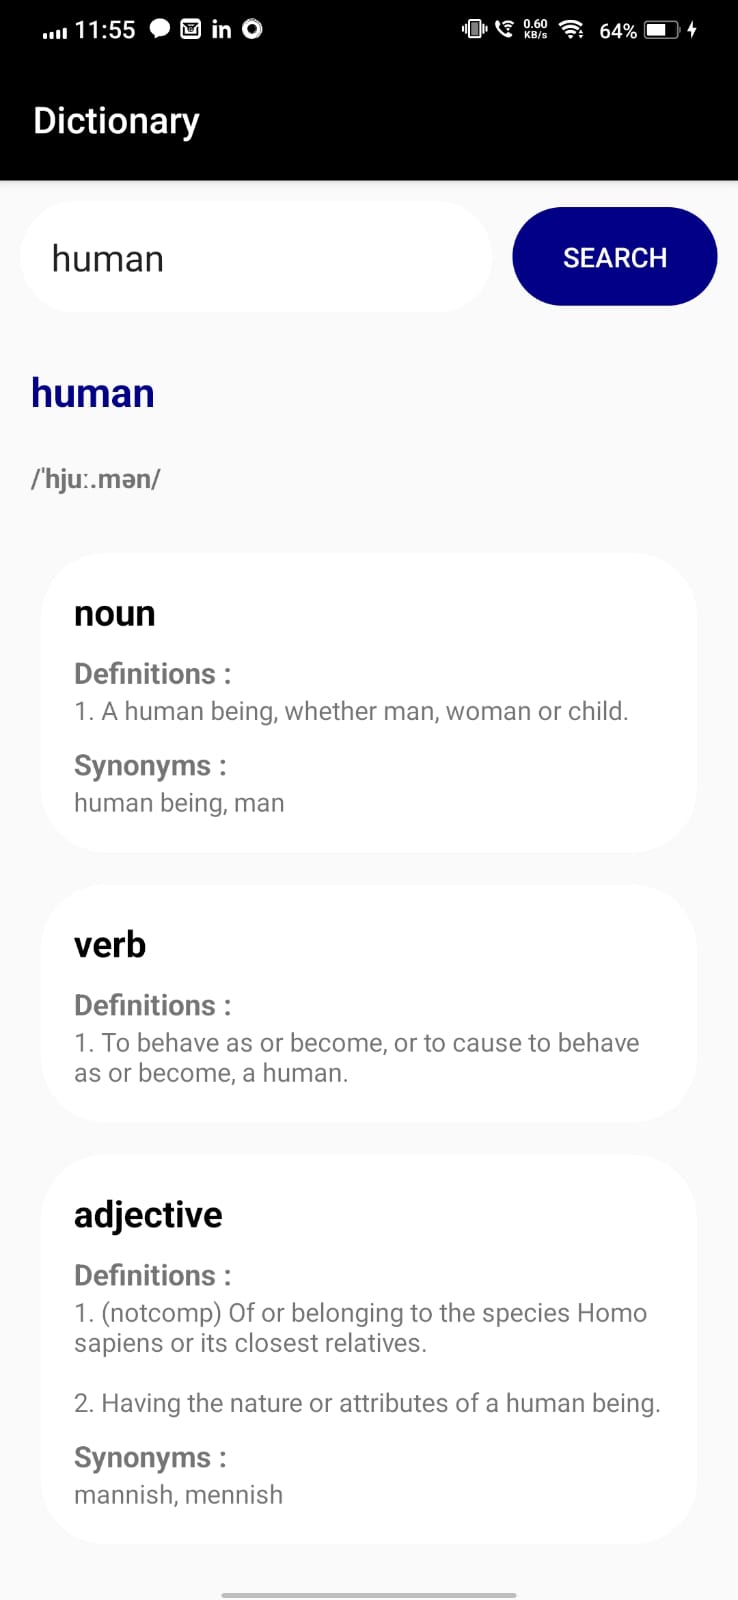 11:55 in 0.60 KB/s 64%
Dictionary
human SEARCH
human
/ˈhjuː.mən/
noun
Definitions :
1. A human being, whether man, woman or child.
Synonyms :
human being, man
verb
Definitions :
1. To behave as or become, or to cause to behave
as or become, a human.
adjective
Definitions :
1. (notcomp) Of or belonging to the species Homo
sapiens or its closest relatives.
2. Having the nature or attributes of a human being.
Synonyms :
mannish, mennish